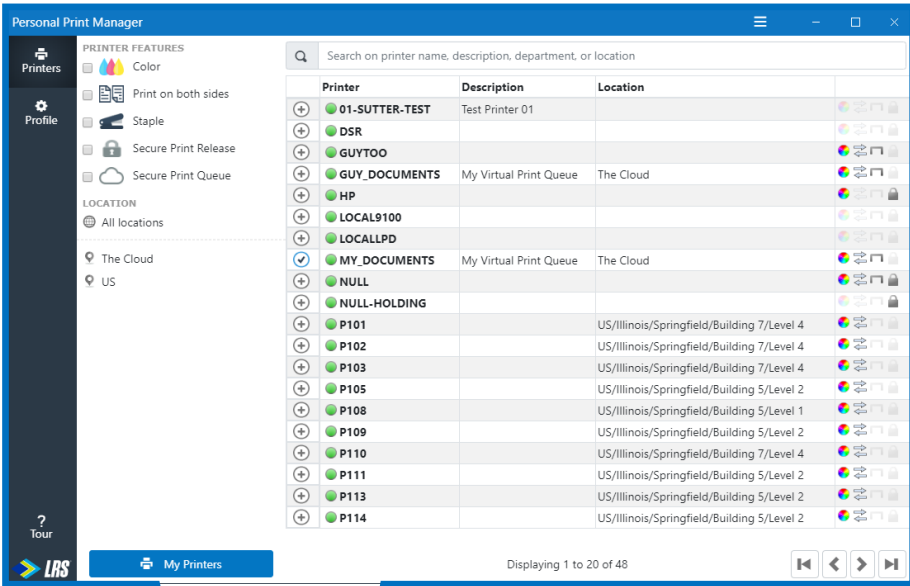 Personal Print Manager
Printers
Profile
? Tour
LRS
PRINTER FEATURES
Color
Print on both sides
Staple
Secure Print Release
Secure Print Queue
LOCATION
All locations
The Cloud
US
My Printers
Search on printer name, description, department, or location
Printer Description Location
01-SUTTER-TEST Test Printer 01
DSR
GUYTOO
GUY_DOCUMENTS My Virtual Print Queue The Cloud
HP
LOCAL9100
LOCALLPD
MY_DOCUMENTS My Virtual Print Queue The Cloud
NULL
NULL-HOLDING
P101 US/Illinois/Springfield/Building 7/Level 4
P102 US/Illinois/Springfield/Building 7/Level 4
P103 US/Illinois/Springfield/Building 7/Level 4
P105 US/Illinois/Springfield/Building 5/Level 2
P108 US/Illinois/Springfield/Building 5/Level 1
P109 US/Illinois/Springfield/Building 5/Level 2
P110 US/Illinois/Springfield/Building 7/Level 4
P111 US/Illinois/Springfield/Building 5/Level 2
P113 US/Illinois/Springfield/Building 5/Level 2
P114 US/Illinois/Springfield/Building 5/Level 2
Displaying 1 to 20 of 48